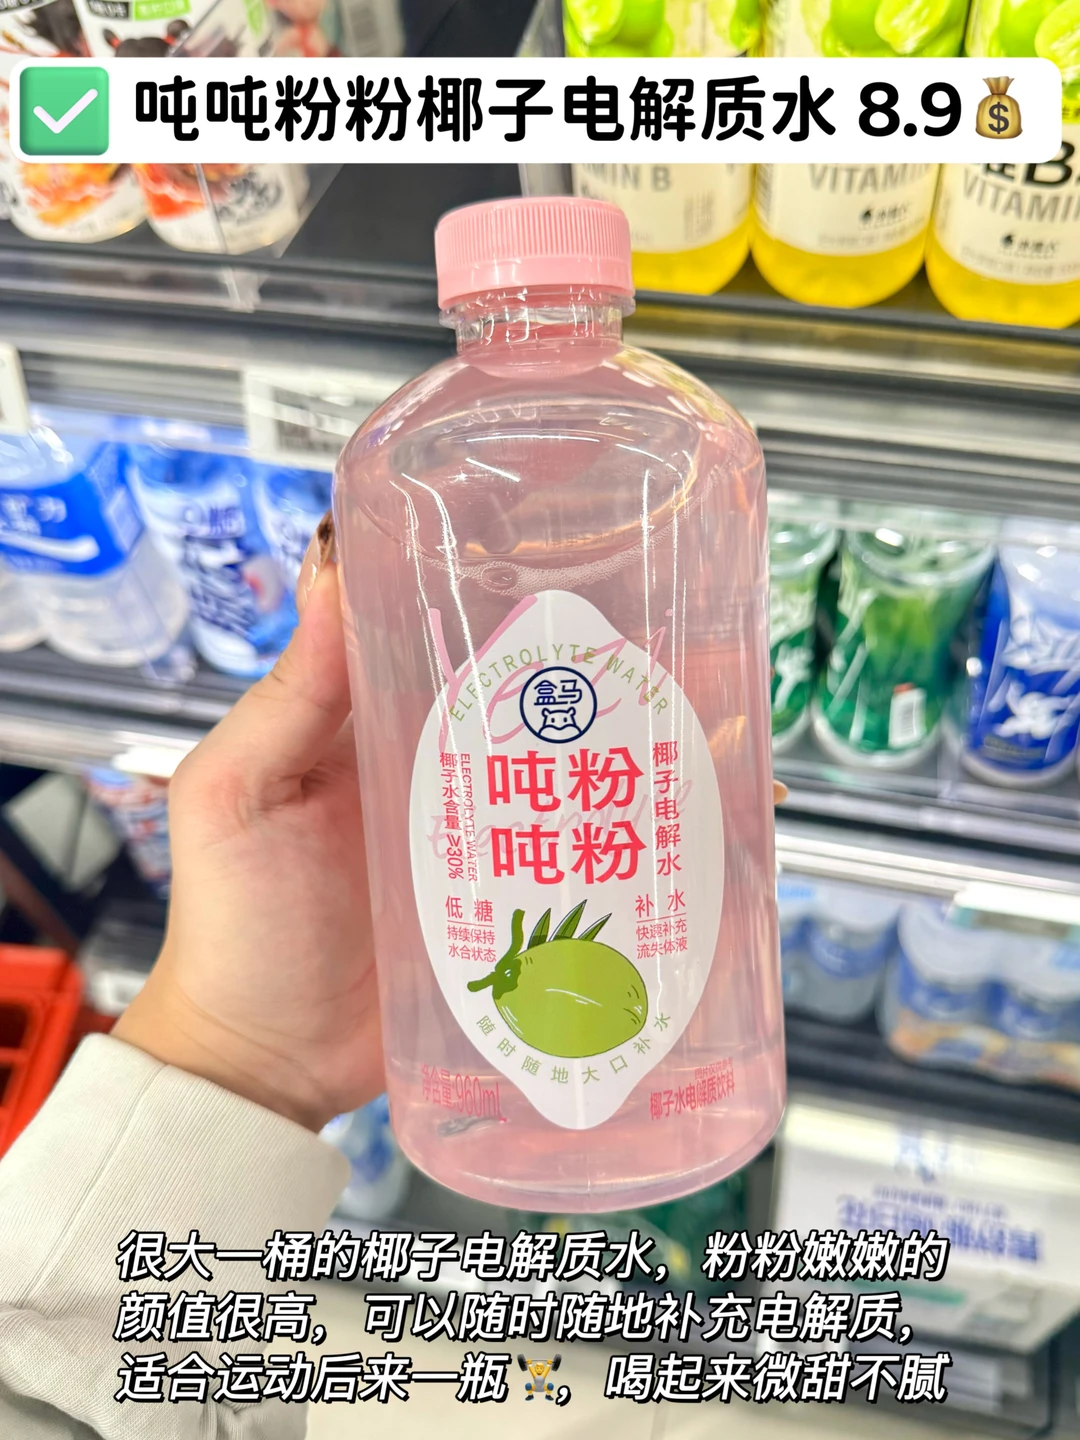 ✅ 吨吨粉粉椰子电解质水 8.9💰
MIN B
VITAMIN
VITAMIN
Yezi
ELECTROLYTE WATER
盒马
吨粉
吨粉
椰子电解水
椰子水含量≥30%
ELECTROLYTE WATER
低糖
持续保持
水合状态
补水
快速补充
流失体液
随时随地大口补水
净含量960mL
椰子水电解质饮料
很大一桶的椰子电解质水，粉粉嫩嫩的
颜值很高，可以随时随地补充电解质，
适合运动后来一瓶🏋️，喝起来微甜不腻